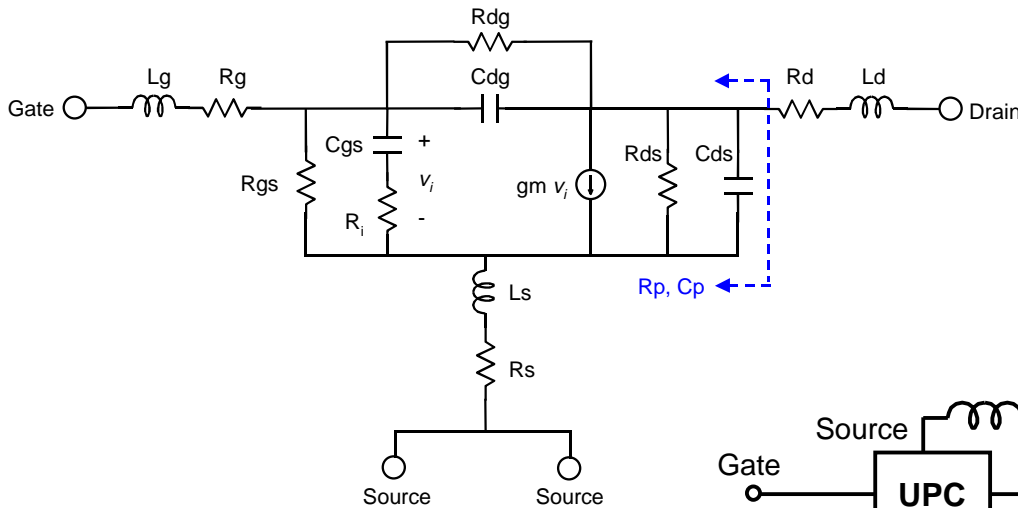 Rdg
Lg
Rg
Cdg
Rd
Ld
Gate
Drain
Cgs
+
Rds
Cds
Rgs
vi
gm vi
Ri
-
Rp, Cp
Ls
Rs
Source
Source
Source
Gate
UPC